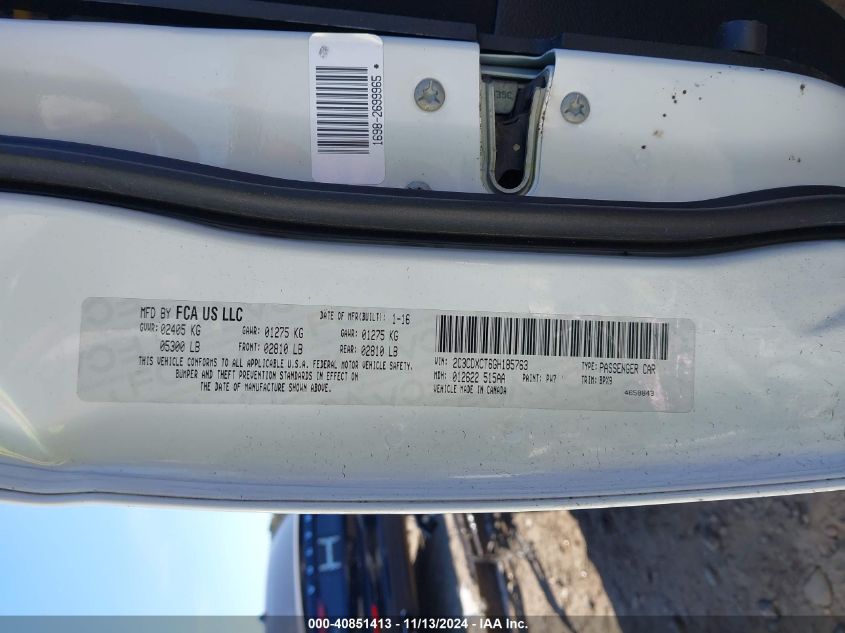 1698-2699965 *
35C
MFD BY FCA US LLC DATE OF MFR(BUILT): 1-16
GVWR: 02405 KG GAWR: 01275 KG GAWR: 01275 KG
05300 LB FRONT: 02810 LB REAR: 02810 LB
THIS VEHICLE CONFORMS TO ALL APPLICABLE U.S.A. FEDERAL MOTOR VEHICLE SAFETY,
BUMPER AND THEFT PREVENTION STANDARDS IN EFFECT ON
THE DATE OF MANUFACTURE SHOWN ABOVE.
VIN: 2C3CDXCT6GH185763 TYPE: PASSENGER CAR
MDH: 012622 515AA PAINT: PW7 TRIM: BPX9
VEHICLE MADE IN CANADA 4658843
H
000-40851413 - 11/13/2024 - IAA Inc.